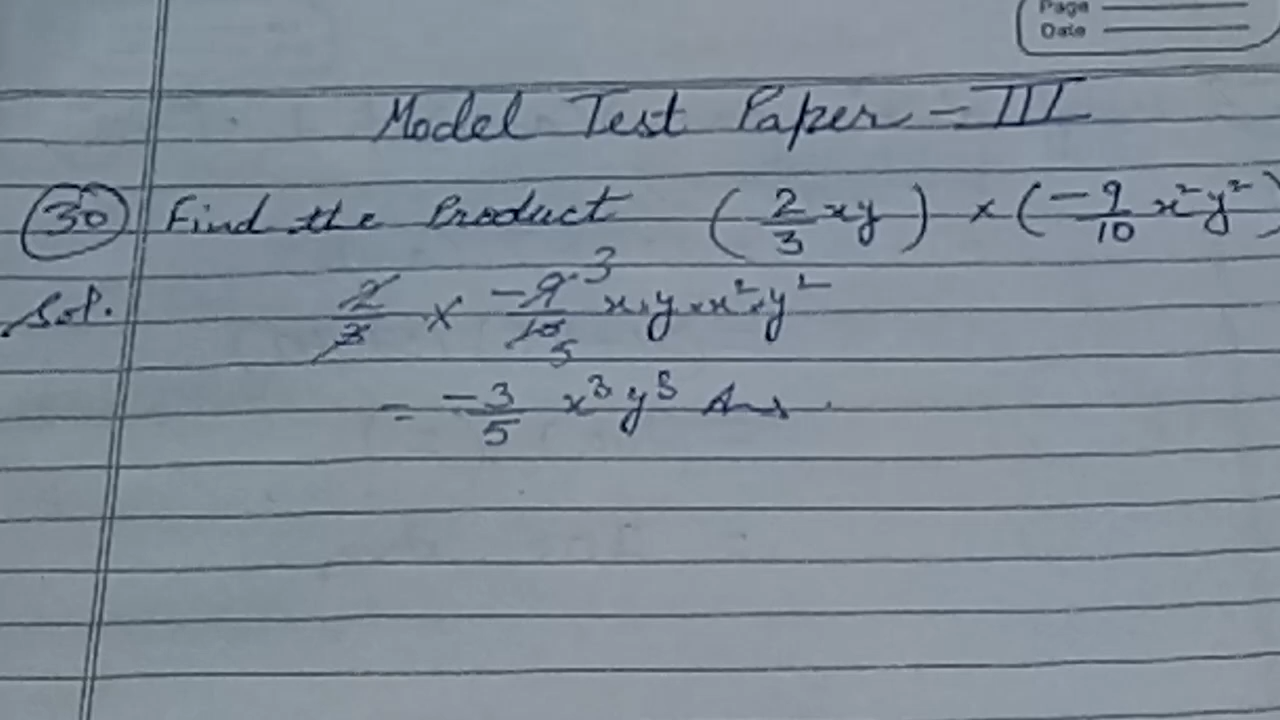 Page
Date
Model Test Paper - III
30 Find the Product (2/3 xy) × (-9/10 x²y²)
Sol. 2/3 × -9/10 3 5 x·y·x²·y²
= -3/5 x³y³ Ans.